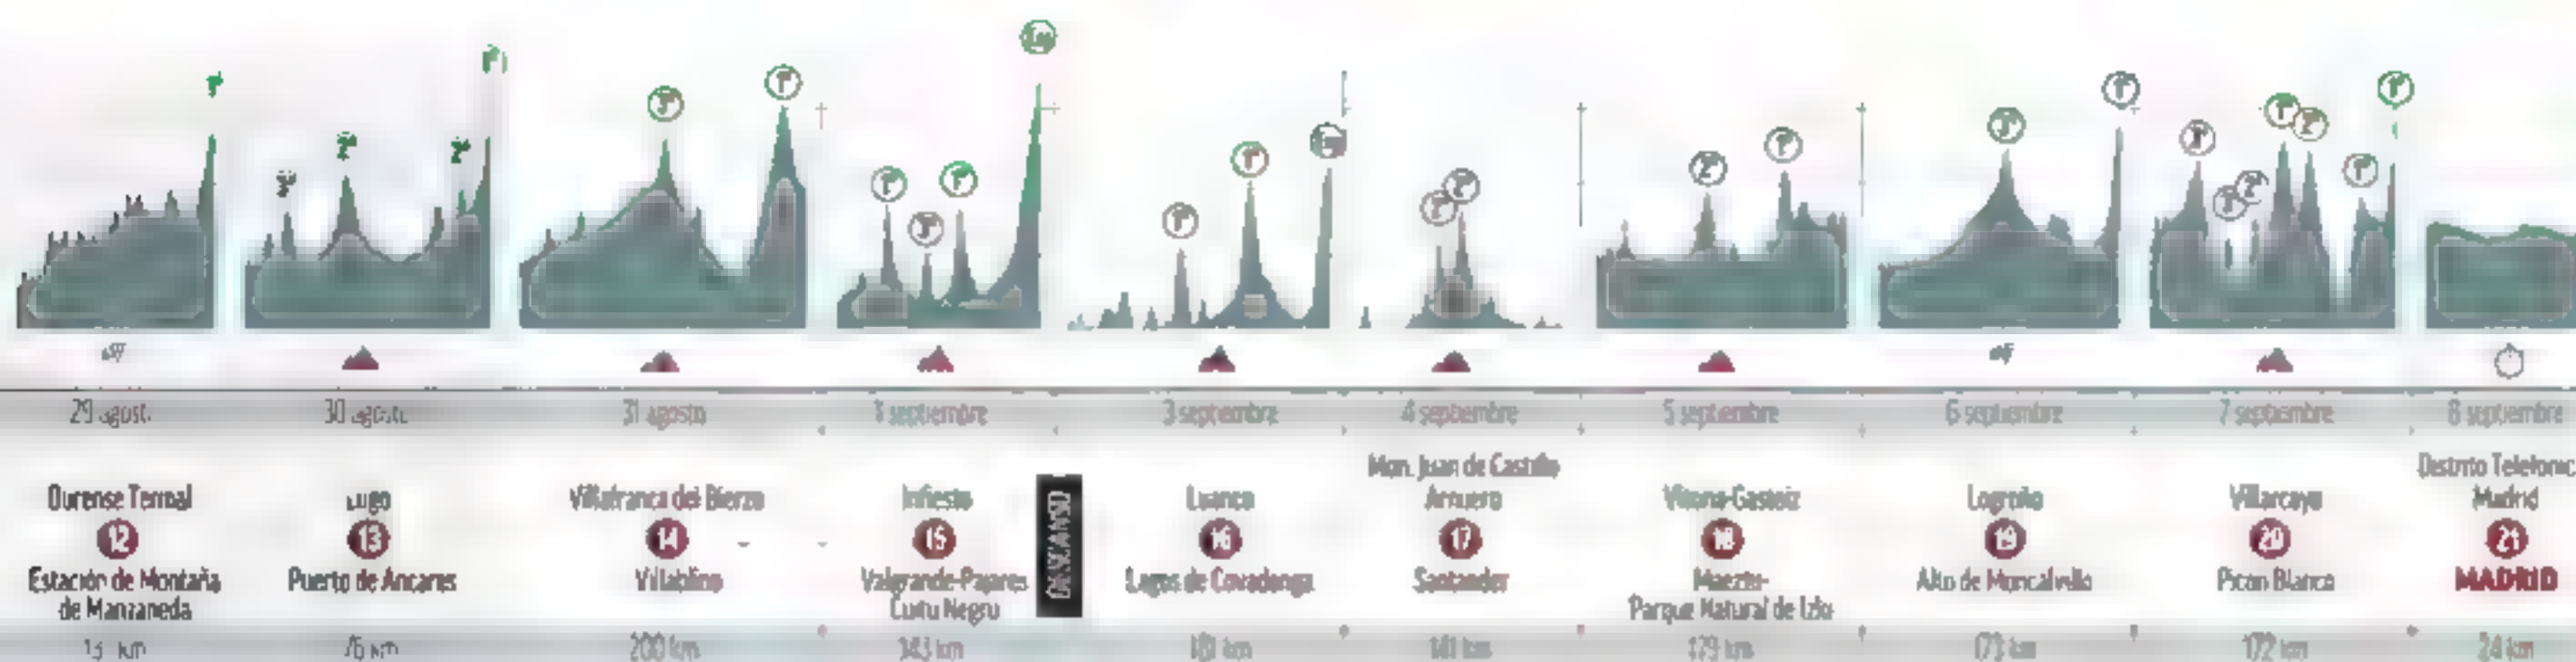 29 agosto
30 agosto
31 agosto
1 septiembre
3 septiembre
4 septiembre
5 septiembre
6 septiembre
7 septiembre
8 septiembre
Ourense Termal
12
Estación de Montaña
de Manzaneda
Lugo
13
Puerto de Ancares
Villafranca del Bierzo
14
Villablino
200 km
Infiesto
15
Valgrande-Pajares
Cuitu Negru
143 km
DESCANSO
Luanco
16
Lagos de Covadonga
181 km
Mon. Juan de Castillo
Arnuero
17
Santander
141 km
Vitoria-Gasteiz
18
Maeztu-
Parque Natural de Izki
179 km
Logroño
19
Alto de Moncalvillo
173 km
Villarcayo
20
Picón Blanco
172 km
Distrito Telefónic
Madrid
21
MADRID
24 km